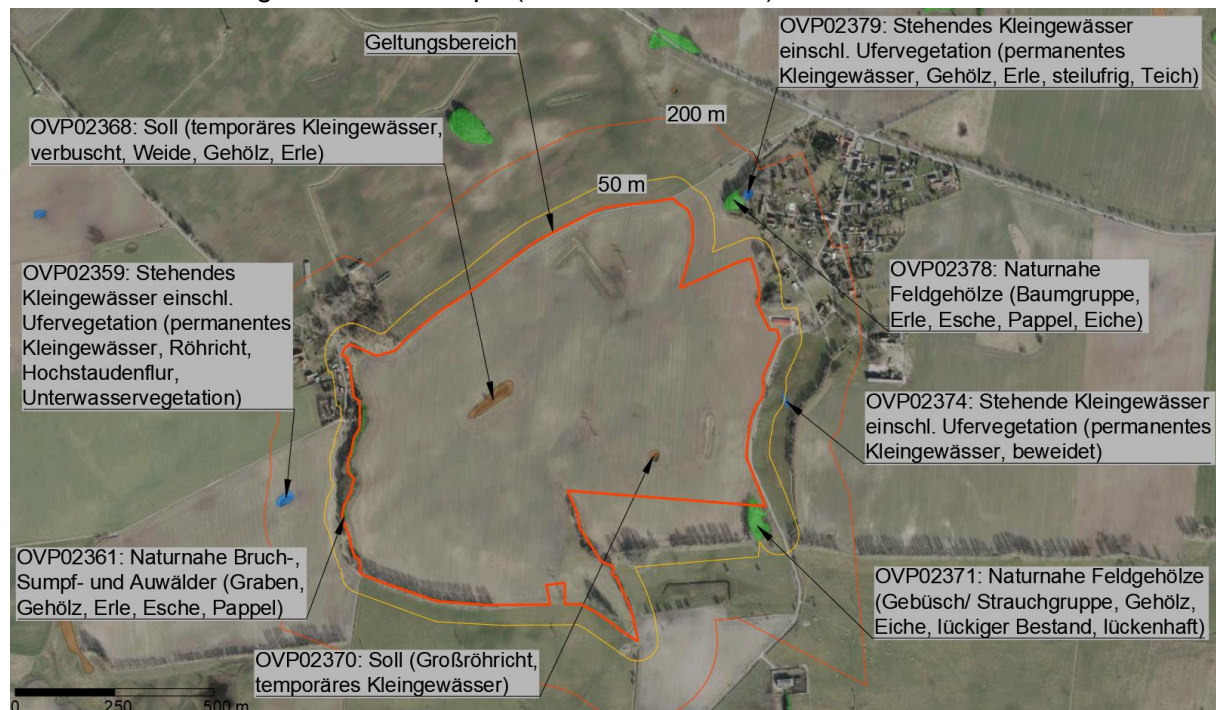 Geltungsbereich
OVP02379: Stehendes Kleingewässer
einschl. Ufervegetation (permanentes
Kleingewässer, Gehölz, Erle, steilufrig, Teich)
200 m
OVP02368: Soll (temporäres Kleingewässer,
verbuscht, Weide, Gehölz, Erle)
50 m
OVP02359: Stehendes
Kleingewässer einschl.
Ufervegetation (permanentes
Kleingewässer, Röhricht,
Hochstaudenflur,
Unterwasservegetation)
OVP02378: Naturnahe
Feldgehölze (Baumgruppe,
Erle, Esche, Pappel, Eiche)
OVP02374: Stehende Kleingewässer
einschl. Ufervegetation (permanentes
Kleingewässer, beweidet)
OVP02361: Naturnahe Bruch-,
Sumpf- und Auwälder (Graben,
Gehölz, Erle, Esche, Pappel)
OVP02371: Naturnahe Feldgehölze
(Gebüsch/ Strauchgruppe, Gehölz,
Eiche, lückiger Bestand, lückenhaft)
OVP02370: Soll (Großröhricht,
temporäres Kleingewässer)
0 250 500 m